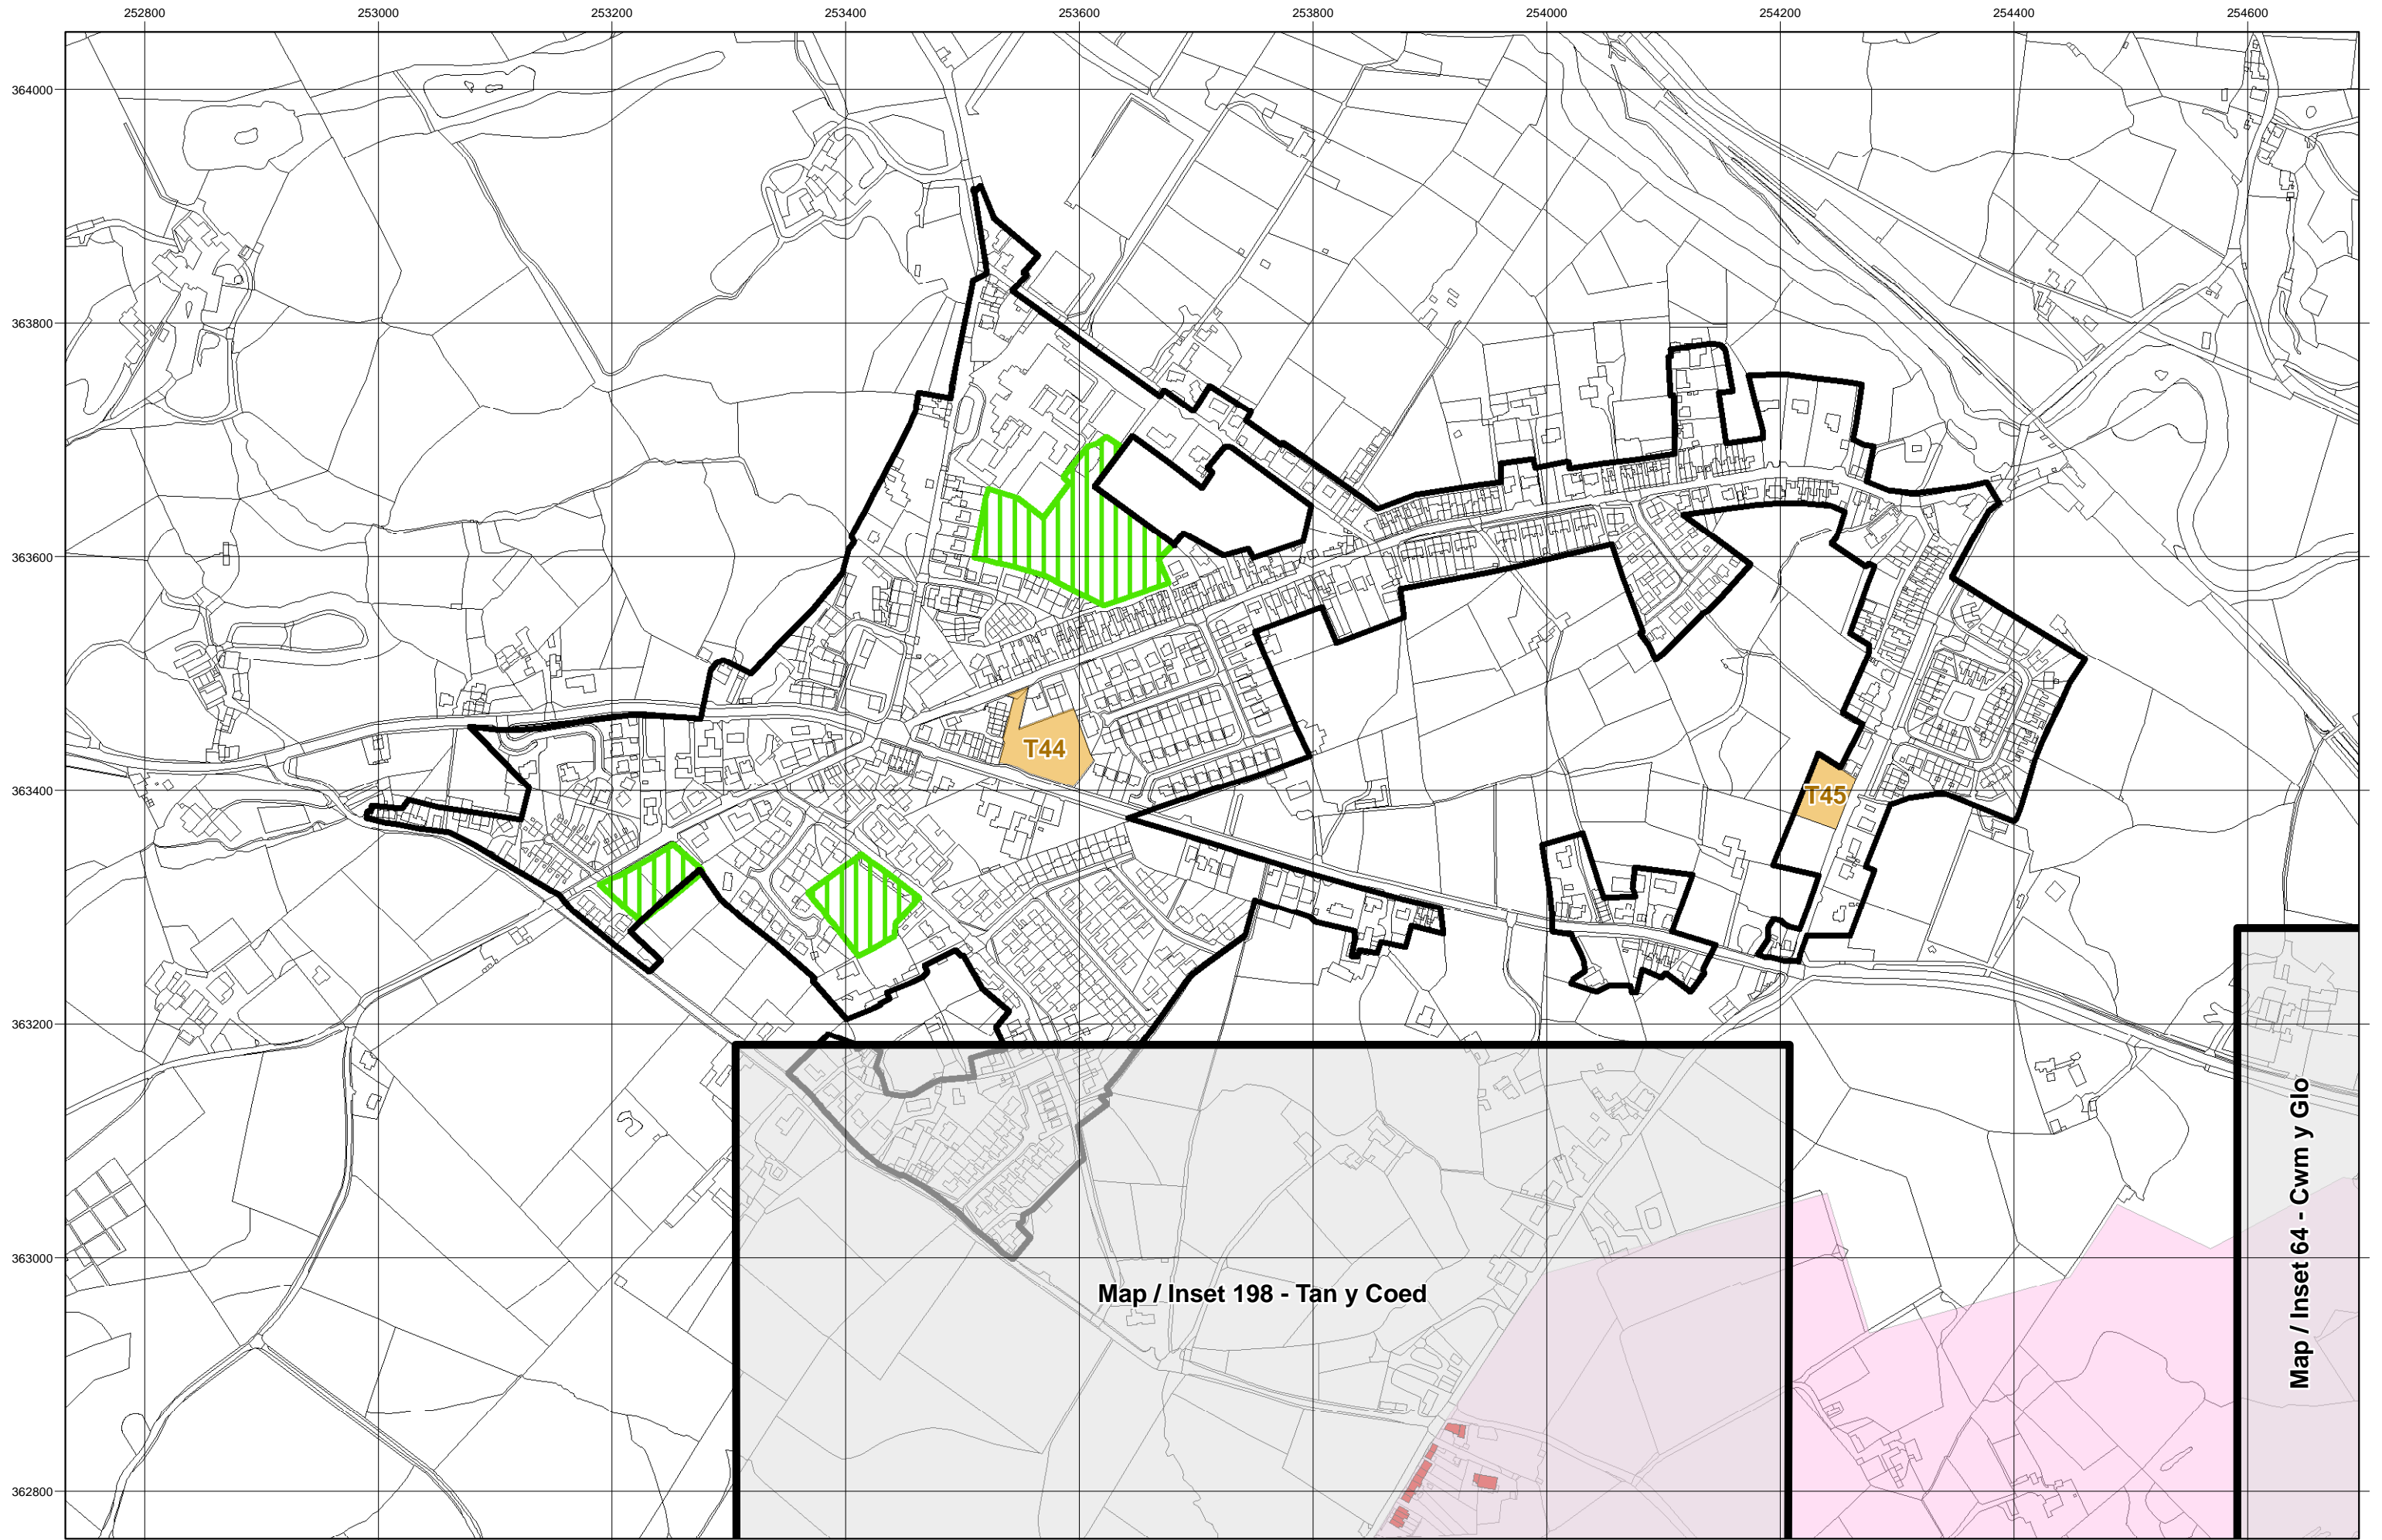 252800 253000 253200 253400 253600 253800 254000 254200 254400 254600
364000
363800
363600
363400
363200
363000
362800
T44
T45
Map / Inset 198 - Tan y Coed
Map / Inset 64 - Cwm y Glo